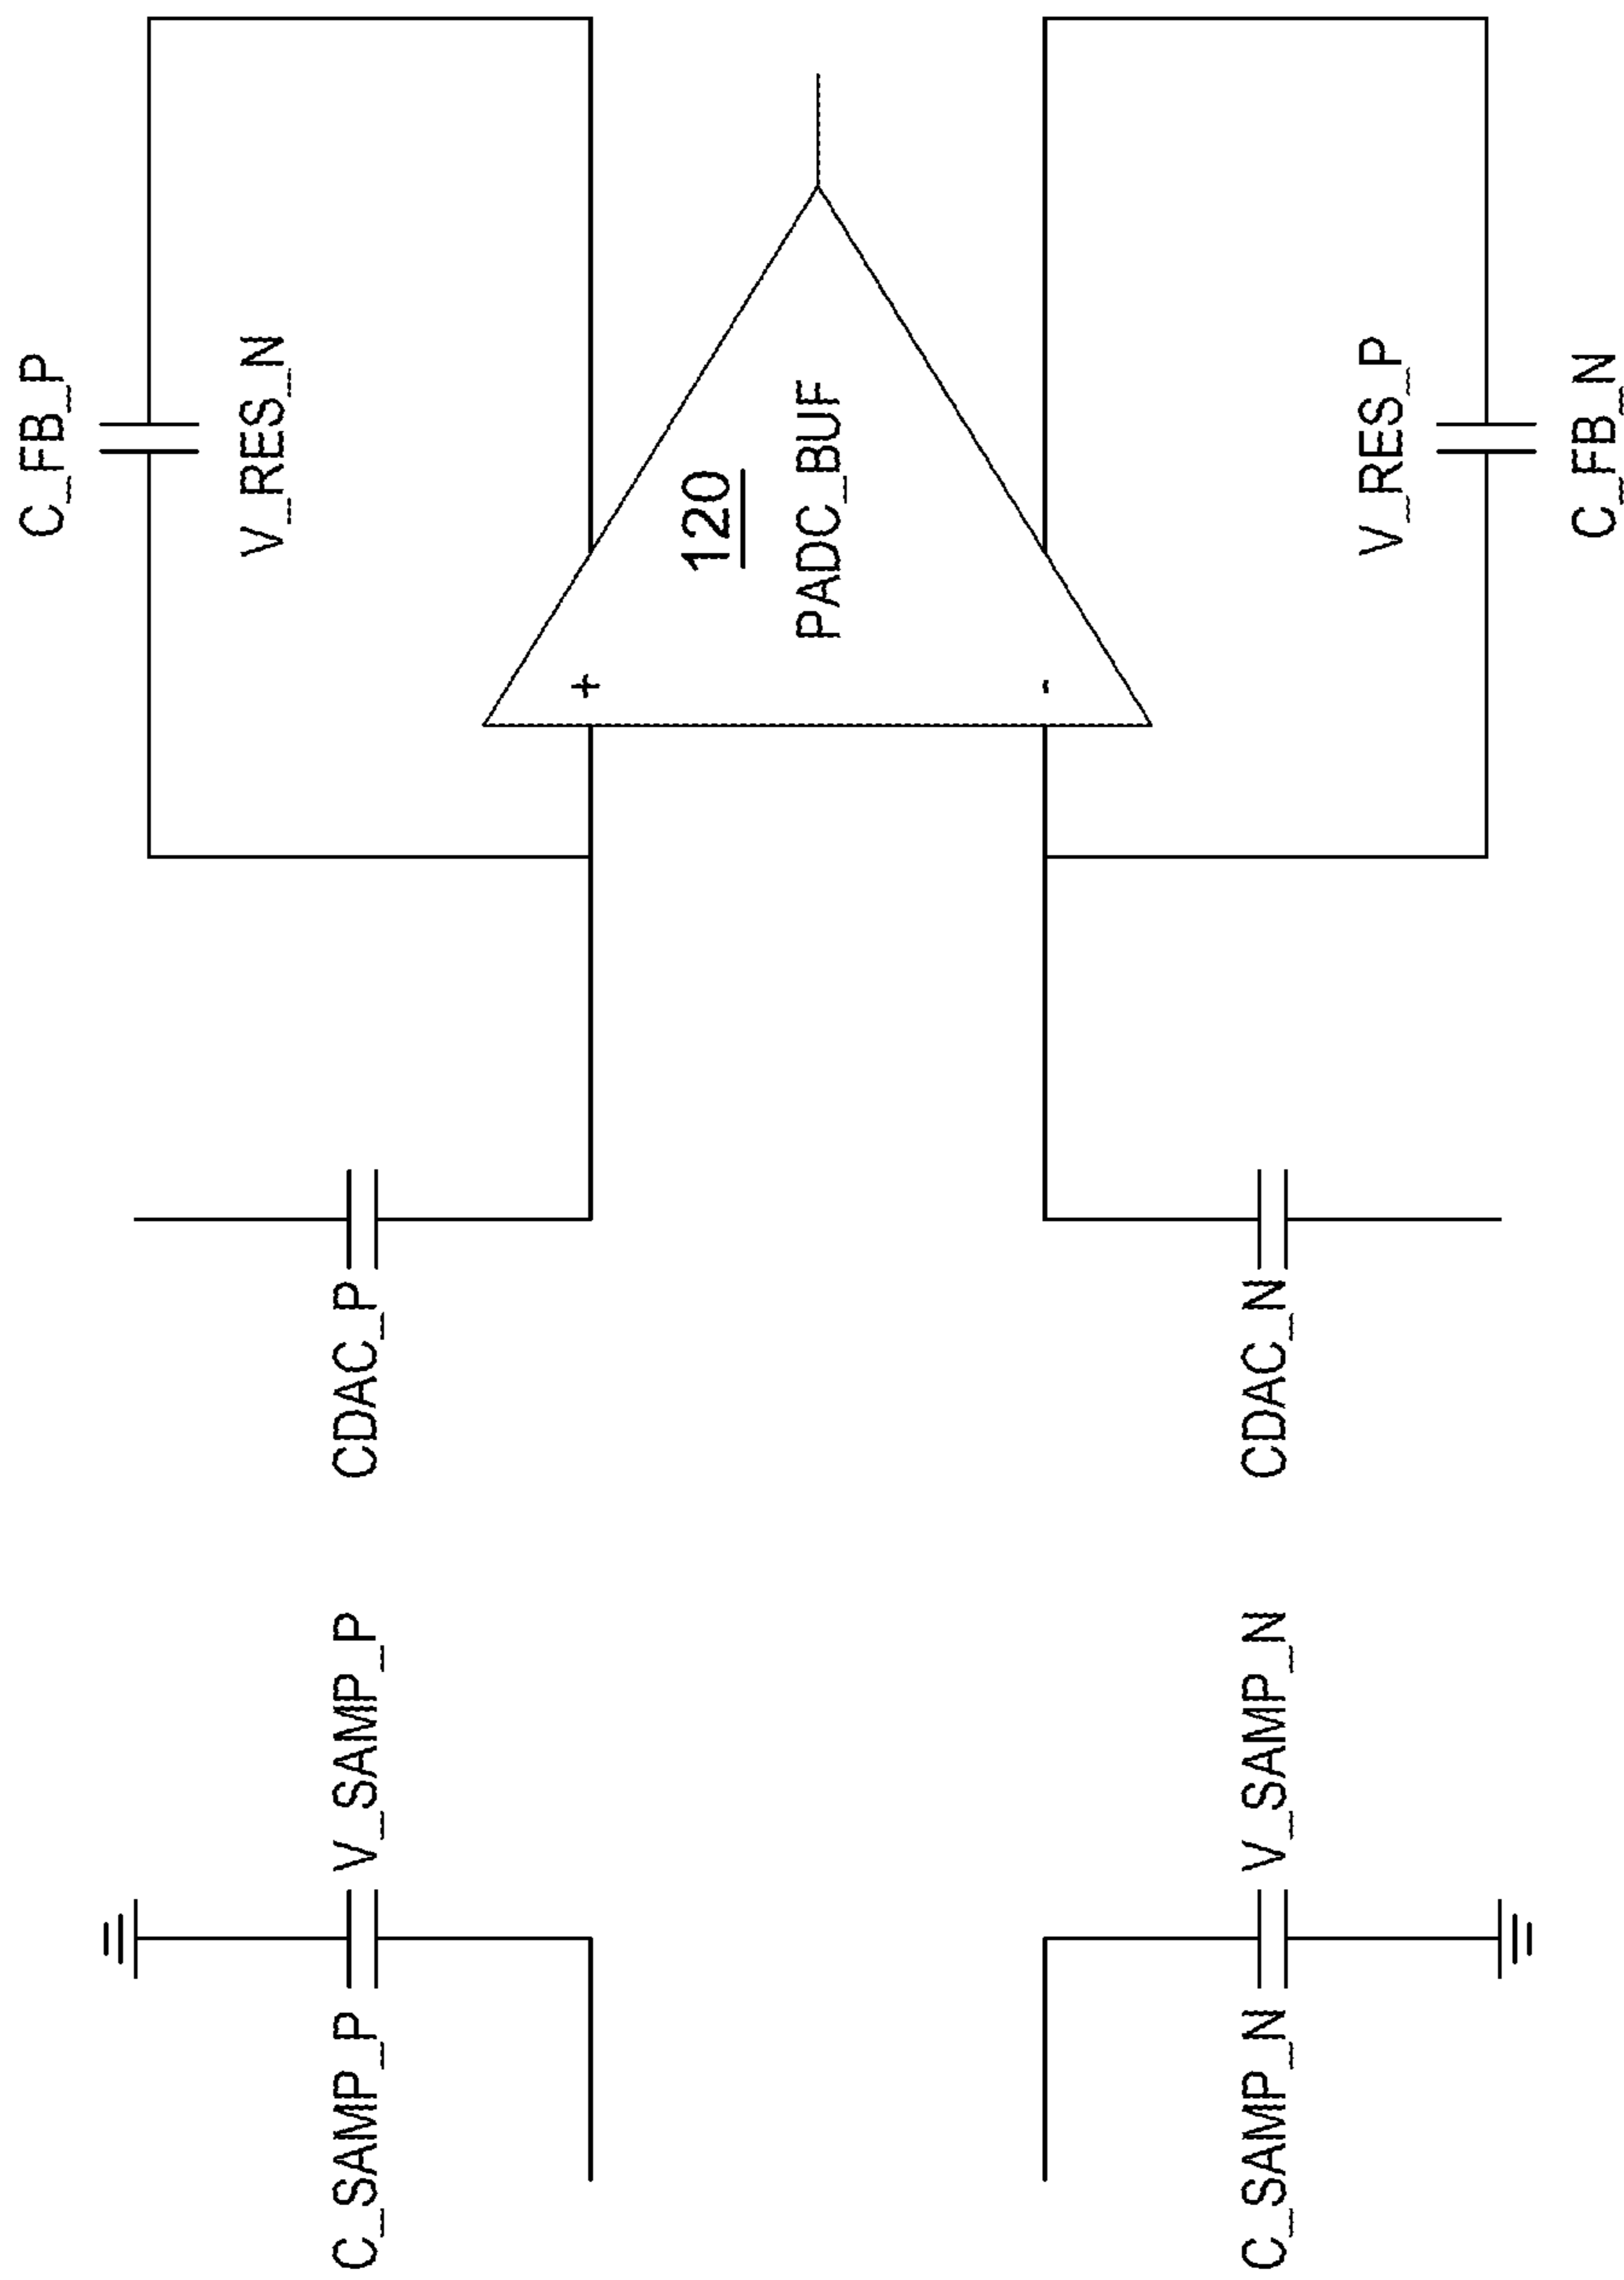 C_FB_P
V_RES_N
120
PADC_BUF
+
-
V_RES_P
C_FB_N
CDAC_P
CDAC_N
C_SAMP_P V_SAMP_P
C_SAMP_N V_SAMP_N